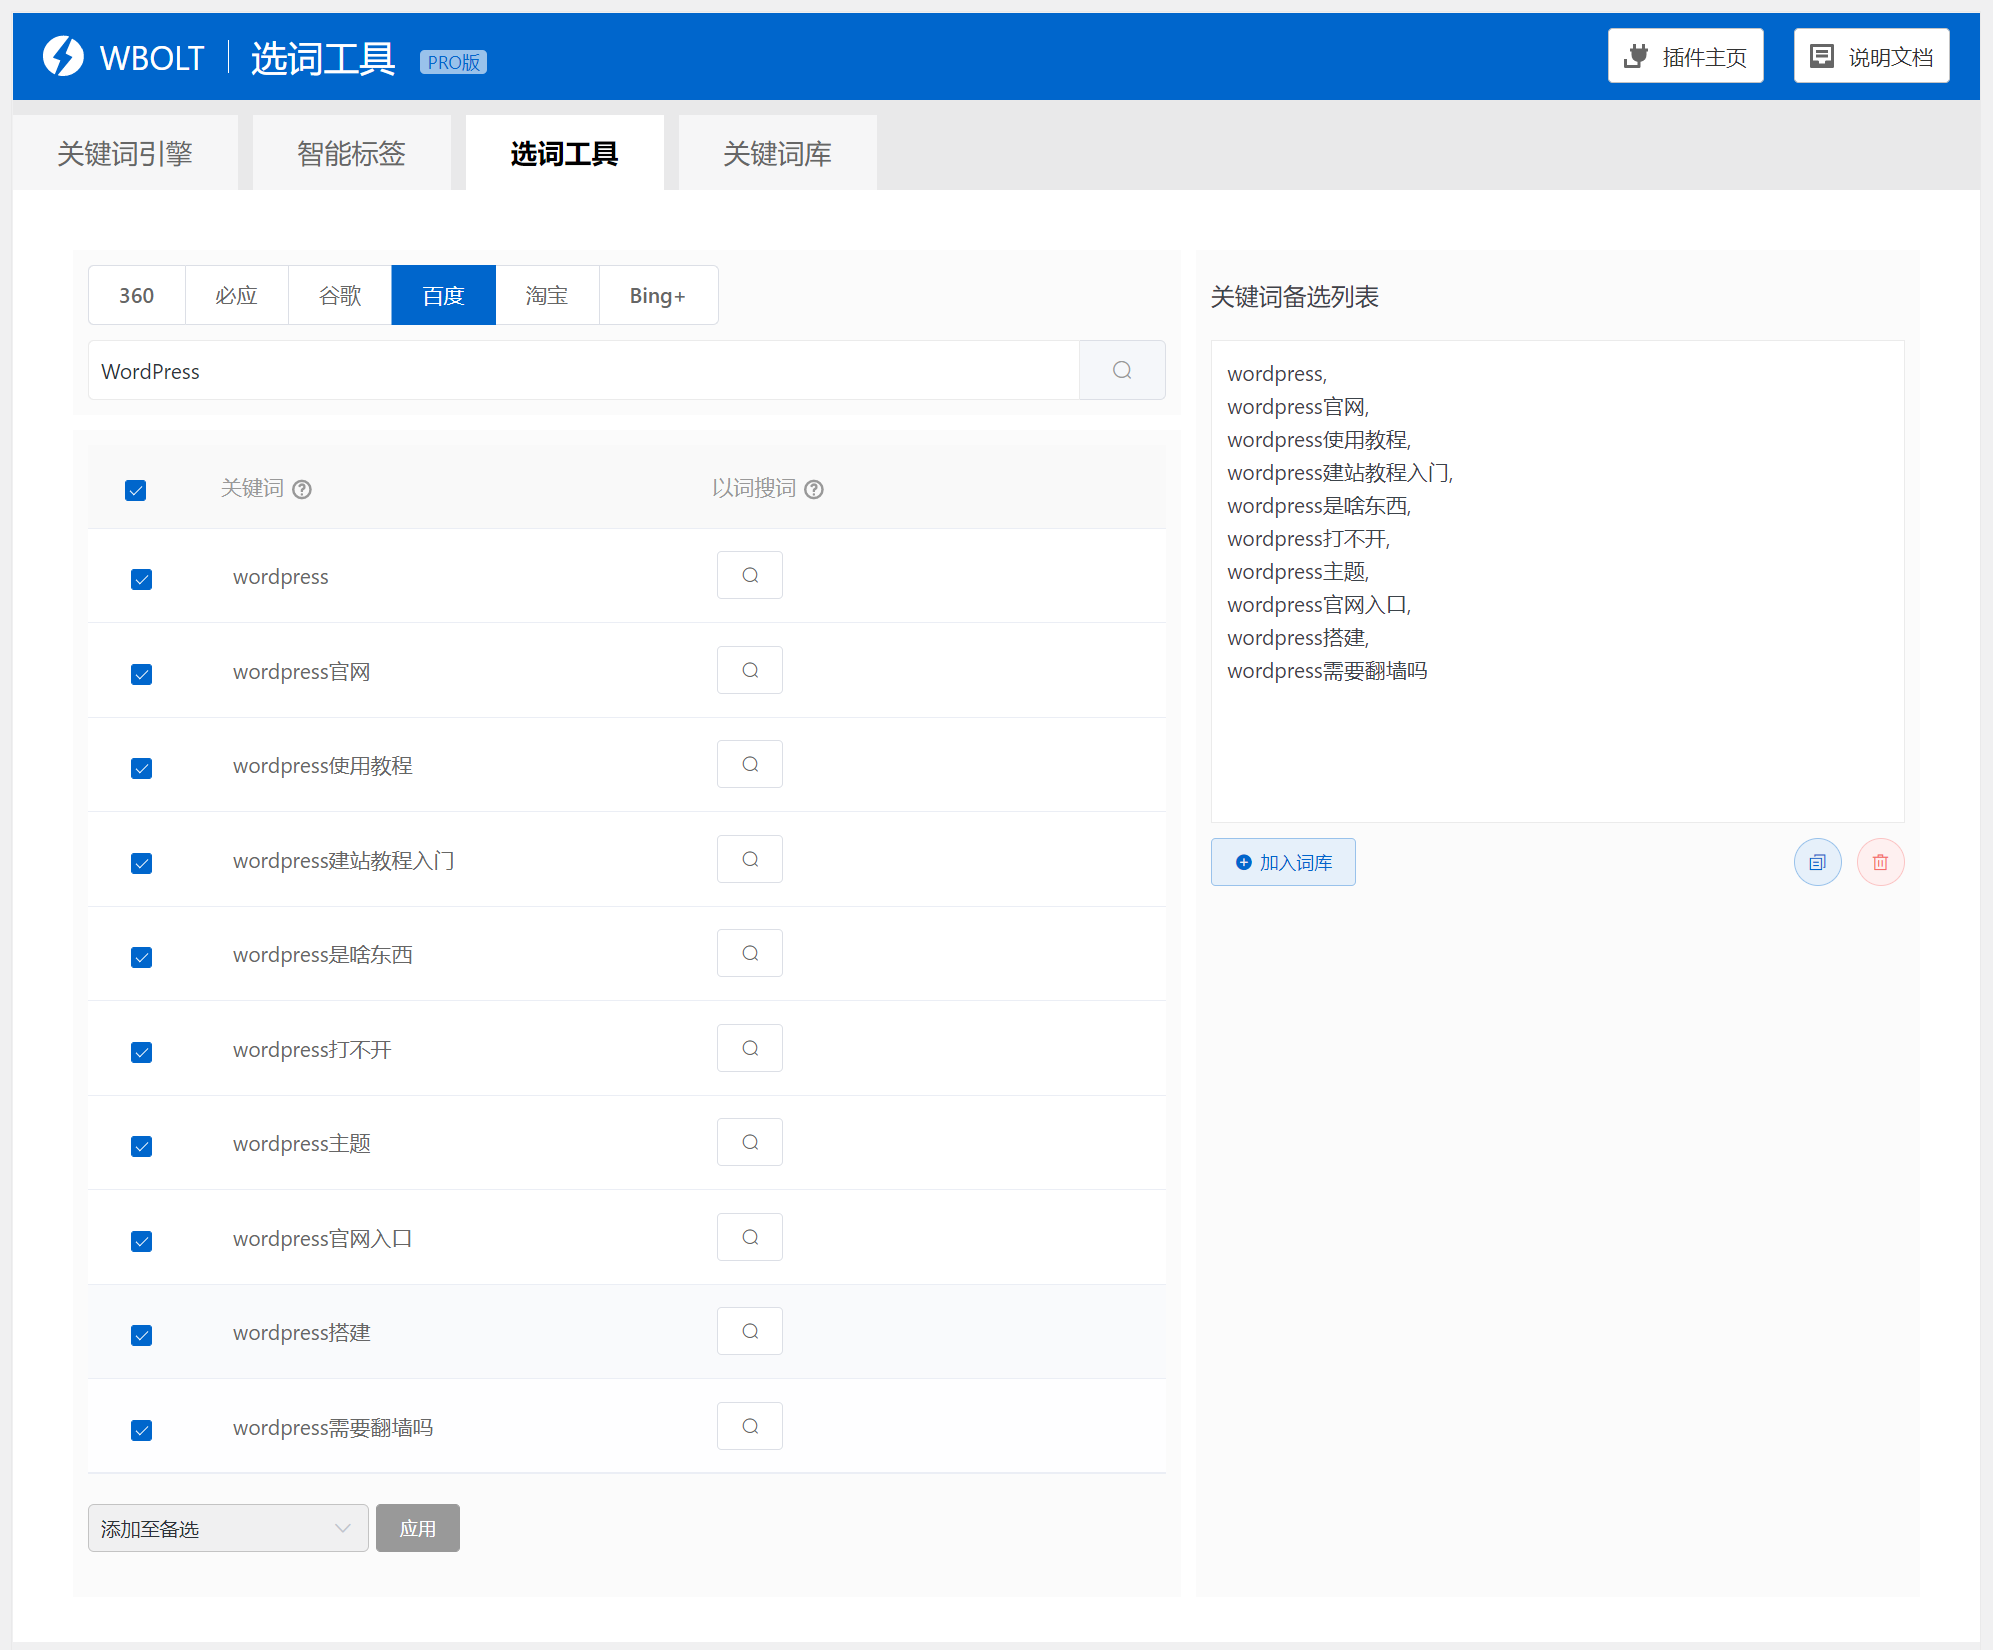 WBOLT 选词工具 PRO版
插件主页 说明文档
关键词引擎 智能标签 选词工具 关键词库
360 必应 谷歌 百度 淘宝 Bing+
WordPress
关键词 以词搜词
wordpress
wordpress官网
wordpress使用教程
wordpress建站教程入门
wordpress是啥东西
wordpress打不开
wordpress主题
wordpress官网入口
wordpress搭建
wordpress需要翻墙吗
添加至备选 应用
关键词备选列表
wordpress,
wordpress官网,
wordpress使用教程,
wordpress建站教程入门,
wordpress是啥东西,
wordpress打不开,
wordpress主题,
wordpress官网入口,
wordpress搭建,
wordpress需要翻墙吗
加入词库